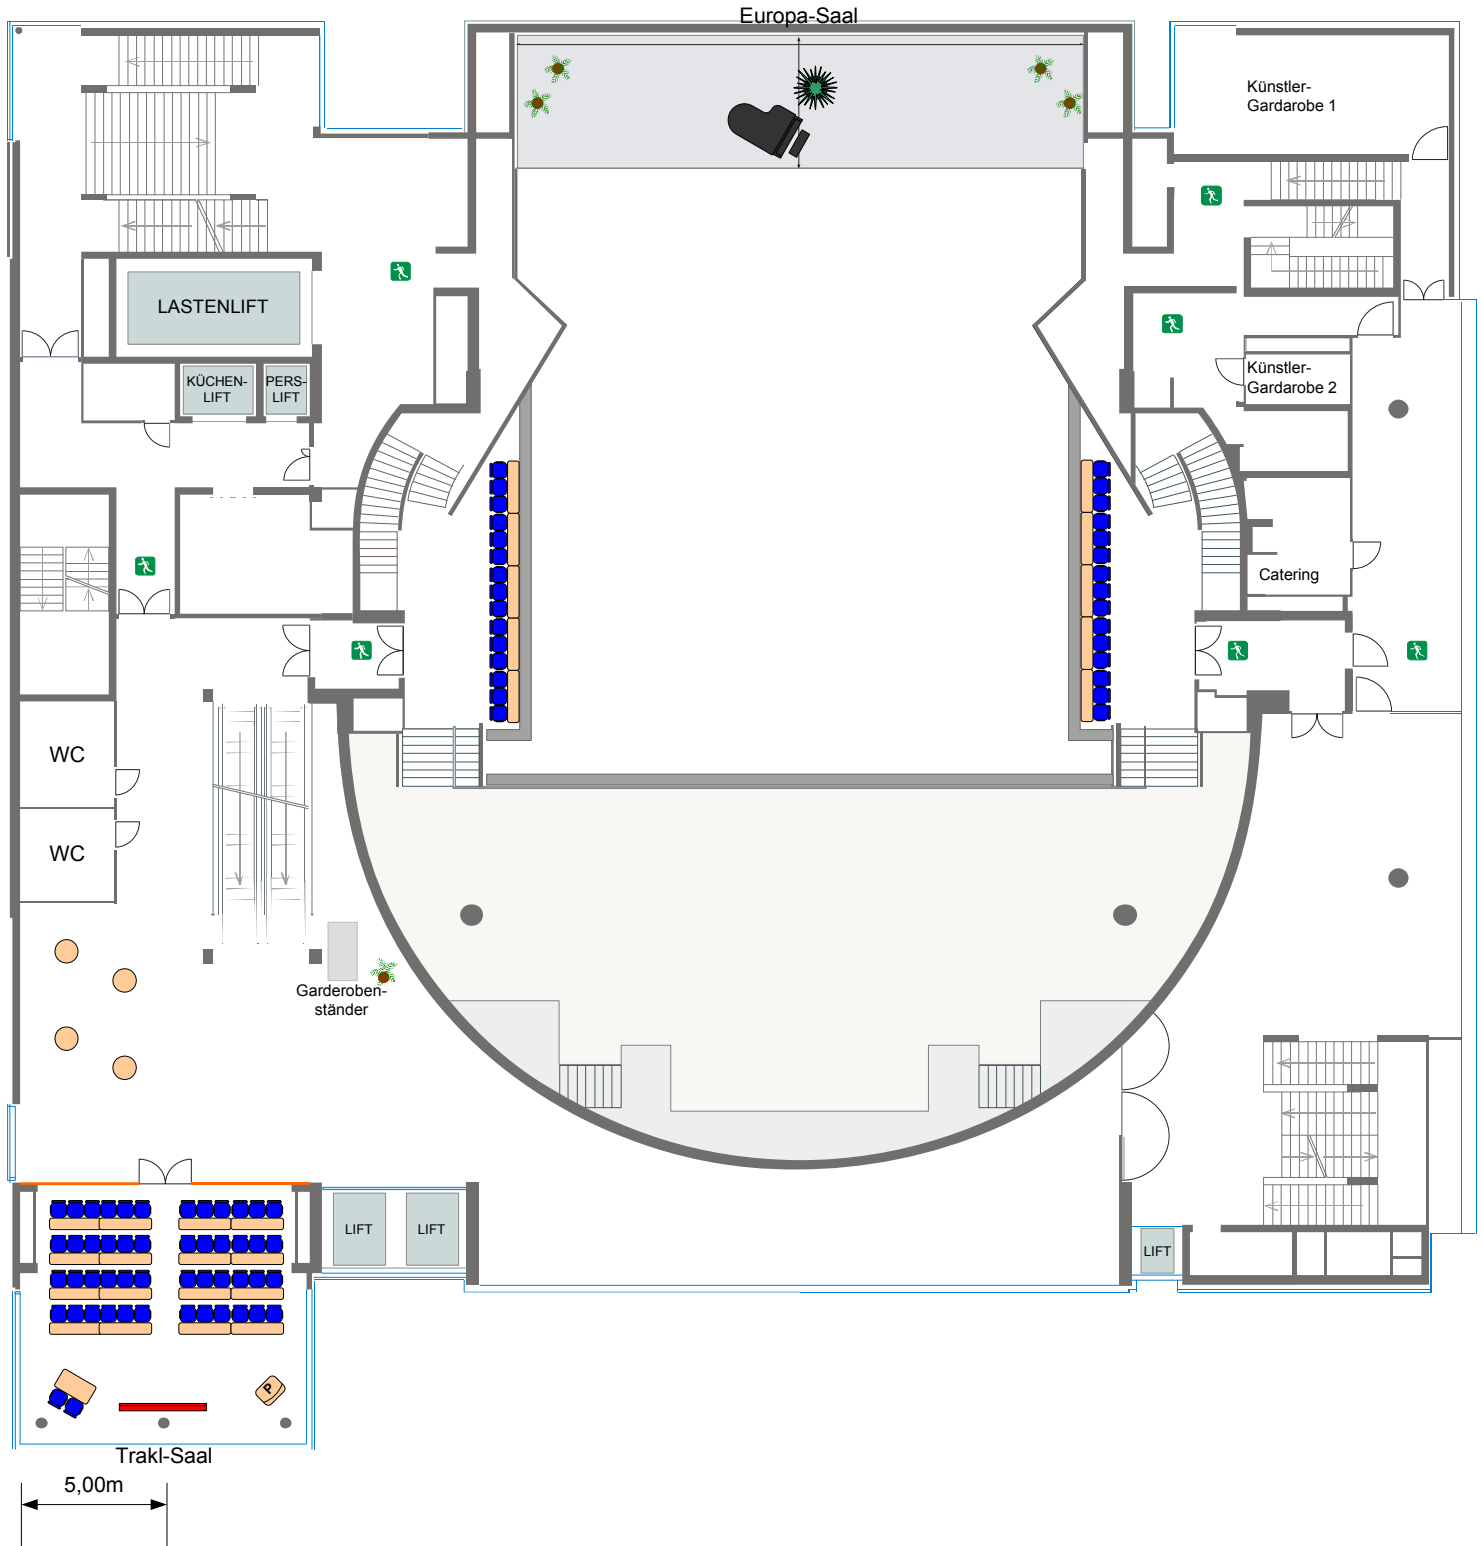 Europa-Saal
Künstler-
Gardarobe 1
LASTENLIFT
KÜCHEN-
LIFT
PERS-
LIFT
Künstler-
Gardarobe 2
Catering
WC
WC
Garderoben-
ständer
LIFT
LIFT
LIFT
P
Trakl-Saal
5,00m